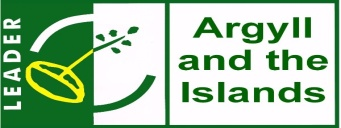 LEADER
Argyll
and the
Islands